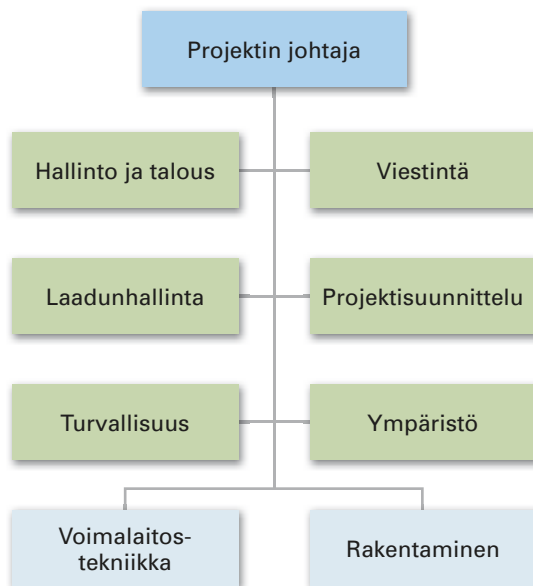 Projektin johtaja
Hallinto ja talous
Viestintä
Laadunhallinta
Projektisuunnittelu
Turvallisuus
Ympäristö
Voimalaitos-
tekniikka
Rakentaminen